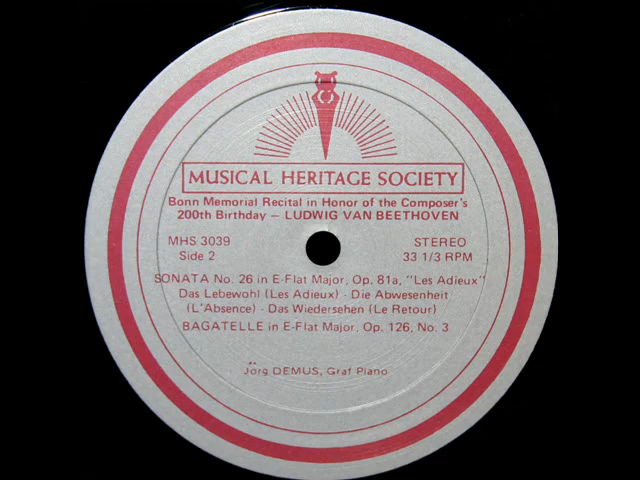 MUSICAL HERITAGE SOCIETY
Bonn Memorial Recital in Honor of the Composer's
200th Birthday – LUDWIG VAN BEETHOVEN
MHS 3039
Side 2
STEREO
33 1/3 RPM
SONATA No. 26 in E-Flat Major, Op. 81a, "Les Adieux"
Das Lebewohl (Les Adieux) - Die Abwesenheit
(L'Absence) - Das Wiedersehen (Le Retour)
BAGATELLE in E-Flat Major, Op. 126, No. 3
Jörg DEMUS, Graf Piano